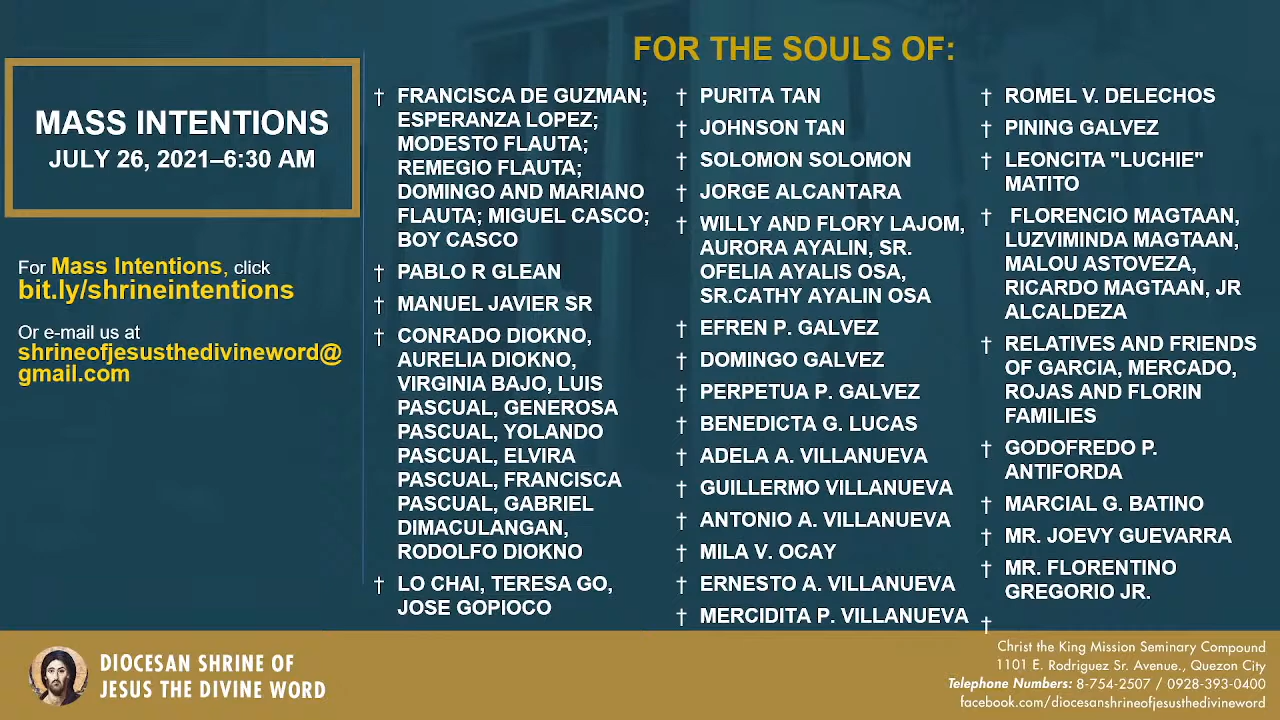 FOR THE SOULS OF:
MASS INTENTIONS
JULY 26, 2021–6:30 AM
For Mass Intentions, click
bit.ly/shrineintentions
Or e-mail us at
shrineofjesusthedivineword@
gmail.com
† FRANCISCA DE GUZMAN;
ESPERANZA LOPEZ;
MODESTO FLAUTA;
REMEGIO FLAUTA;
DOMINGO AND MARIANO
FLAUTA; MIGUEL CASCO;
BOY CASCO
† PABLO R GLEAN
† MANUEL JAVIER SR
† CONRADO DIOKNO,
AURELIA DIOKNO,
VIRGINIA BAJO, LUIS
PASCUAL, GENEROSA
PASCUAL, YOLANDO
PASCUAL, ELVIRA
PASCUAL, FRANCISCA
PASCUAL, GABRIEL
DIMACULANGAN,
RODOLFO DIOKNO
† LO CHAI, TERESA GO,
JOSE GOPIOCO
† PURITA TAN
† JOHNSON TAN
† SOLOMON SOLOMON
† JORGE ALCANTARA
† WILLY AND FLORY LAJOM,
AURORA AYALIN, SR.
OFELIA AYALIS OSA,
SR.CATHY AYALIN OSA
† EFREN P. GALVEZ
† DOMINGO GALVEZ
† PERPETUA P. GALVEZ
† BENEDICTA G. LUCAS
† ADELA A. VILLANUEVA
† GUILLERMO VILLANUEVA
† ANTONIO A. VILLANUEVA
† MILA V. OCAY
† ERNESTO A. VILLANUEVA
† MERCIDITA P. VILLANUEVA
† ROMEL V. DELECHOS
† PINING GALVEZ
† LEONCITA "LUCHIE"
MATITO
† FLORENCIO MAGTAAN,
LUZVIMINDA MAGTAAN,
MALOU ASTOVEZA,
RICARDO MAGTAAN, JR
ALCALDEZA
† RELATIVES AND FRIENDS
OF GARCIA, MERCADO,
ROJAS AND FLORIN
FAMILIES
† GODOFREDO P.
ANTIFORDA
† MARCIAL G. BATINO
† MR. JOEVY GUEVARRA
† MR. FLORENTINO
GREGORIO JR.
†
DIOCESAN SHRINE OF
JESUS THE DIVINE WORD
Christ the King Mission Seminary Compound
1101 E. Rodriguez Sr. Avenue., Quezon City
Telephone Numbers: 8-754-2507 / 0928-393-0400
facebook.com/diocesanshrineofjesusthedivineword